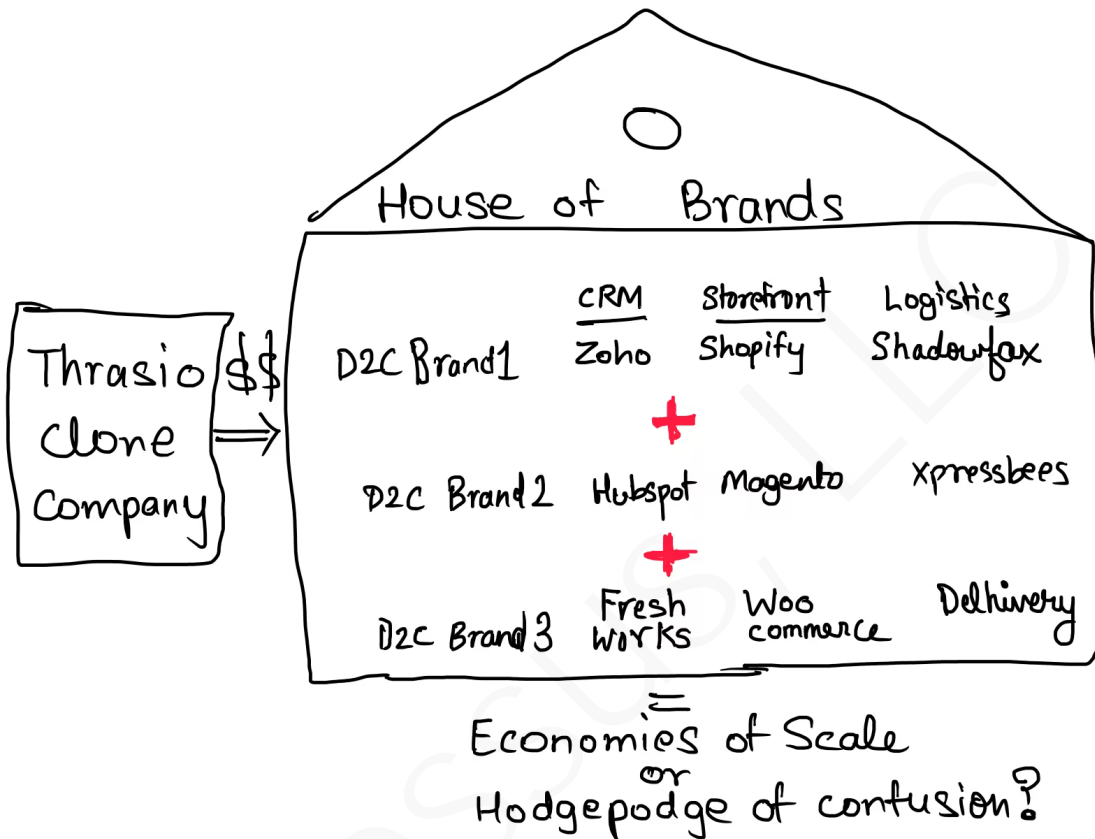 House of Brands
Thrasio
clone
company
$$
CRM Storefront Logistics
D2C Brand1 Zoho Shopify Shadowfax
+
D2C Brand2 Hubspot Magento Xpressbees
+
D2C Brand3 Fresh Works Woo commerce Delhivery
=
Economies of Scale
or
Hodgepodge of confusion?